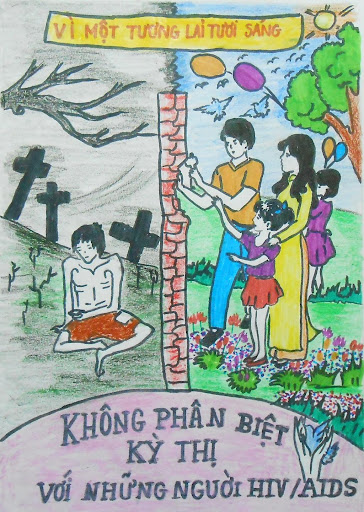 VÌ MỘT TƯƠNG LAI TƯƠI SÁNG
KHÔNG PHÂN BIỆT
KỲ THỊ
VỚI NHỮNG NGƯỜI HIV/AIDS